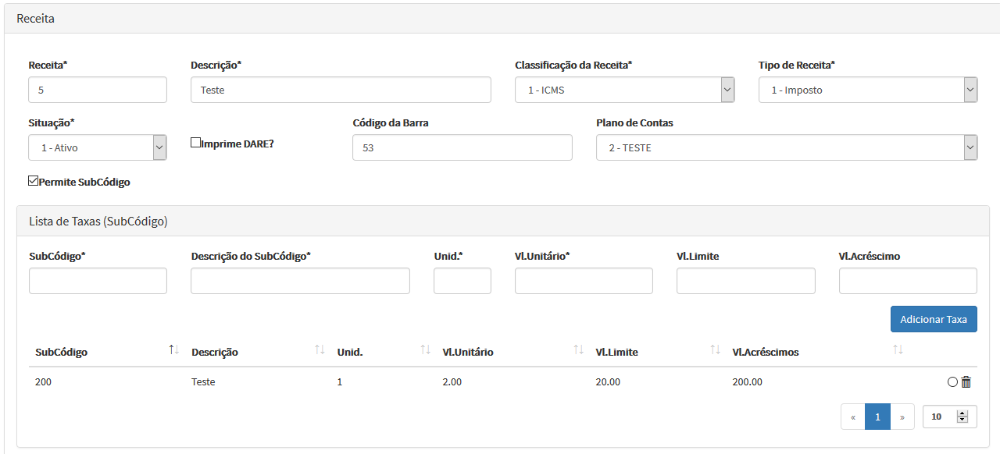 Receita
Receita* Descrição* Classificação da Receita* Tipo de Receita*
5 Teste 1 - ICMS 1 - Imposto
Situação* Código da Barra Plano de Contas
Imprime DARE?
1 - Ativo 53 2 - TESTE
Permite SubCódigo
Lista de Taxas (SubCódigo)
SubCódigo* Descrição do SubCódigo* Unid.* Vl.Unitário* Vl.Limite Vl.Acréscimo
Adicionar Taxa
SubCódigo Descrição Unid. Vl.Unitário Vl.Limite Vl.Acréscimos
200 Teste 1 2.00 20.00 200.00
« 1 » 10